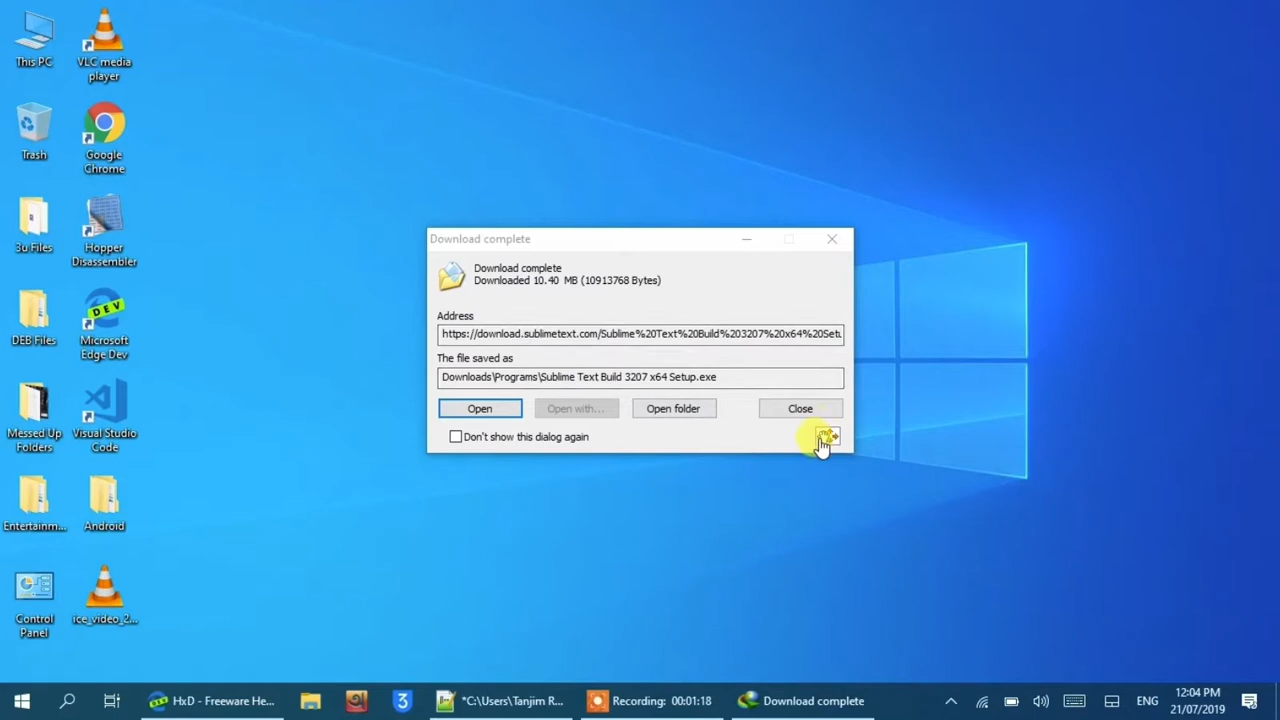 This PC
VLC media
player
Trash
Google
Chrome
3u Files
Hopper
Disassembler
DEB Files
DEV
Microsoft
Edge Dev
Messed Up
Folders
Visual Studio
Code
Entertainm...
Android
Control
Panel
ice_video_2...
Download complete
Download complete
Downloaded 10.40 MB (10913768 Bytes)
Address
https://download.sublimetext.com/Sublime%20Text%20Build%203207%20x64%20Setu
The file saved as
Downloads\Programs\Sublime Text Build 3207 x64 Setup.exe
Open
Open with...
Open folder
Close
Don't show this dialog again
HxD - Freeware He...
3
*C:\Users\Tanjim R...
Recording: 00:01:18
Download complete
ENG
12:04 PM
21/07/2019